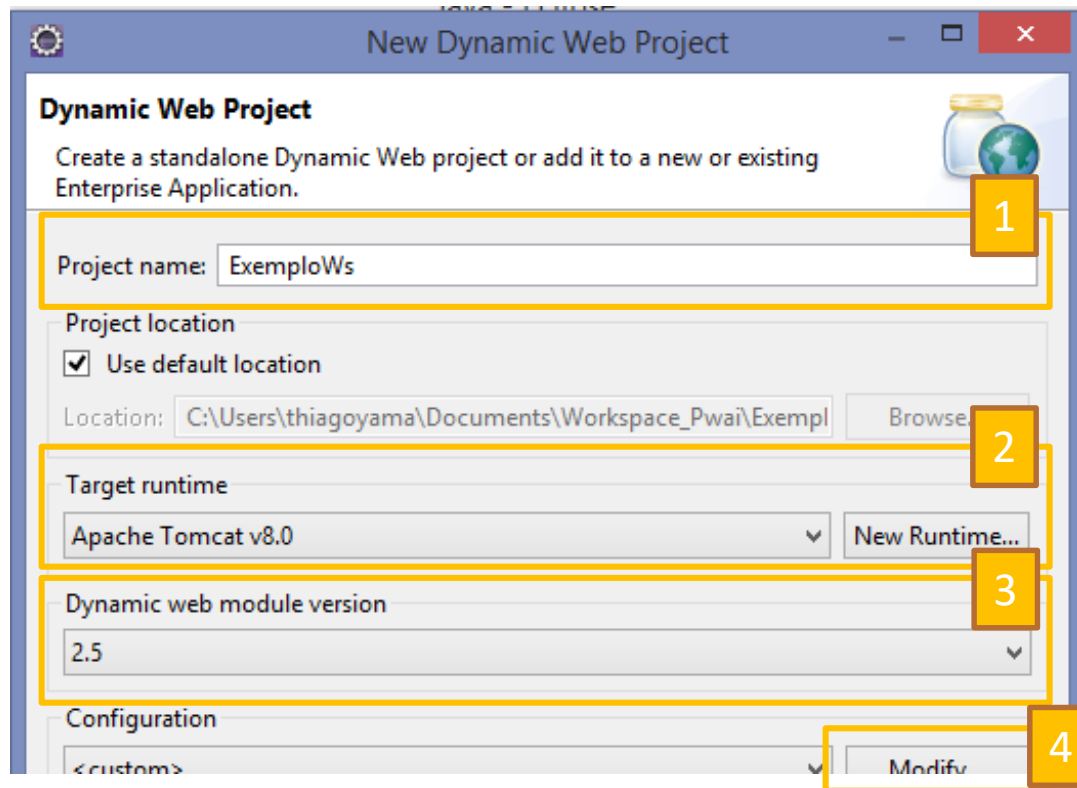 New Dynamic Web Project
Dynamic Web Project
Create a standalone Dynamic Web project or add it to a new or existing
Enterprise Application.
1
Project name: ExemploWs
Project location
Use default location
Location: C:\Users\thiagoyama\Documents\Workspace_Pwai\Exempl Browse.
2
Target runtime
Apache Tomcat v8.0 New Runtime...
3
Dynamic web module version
2.5
Configuration
4
<custom> Modify